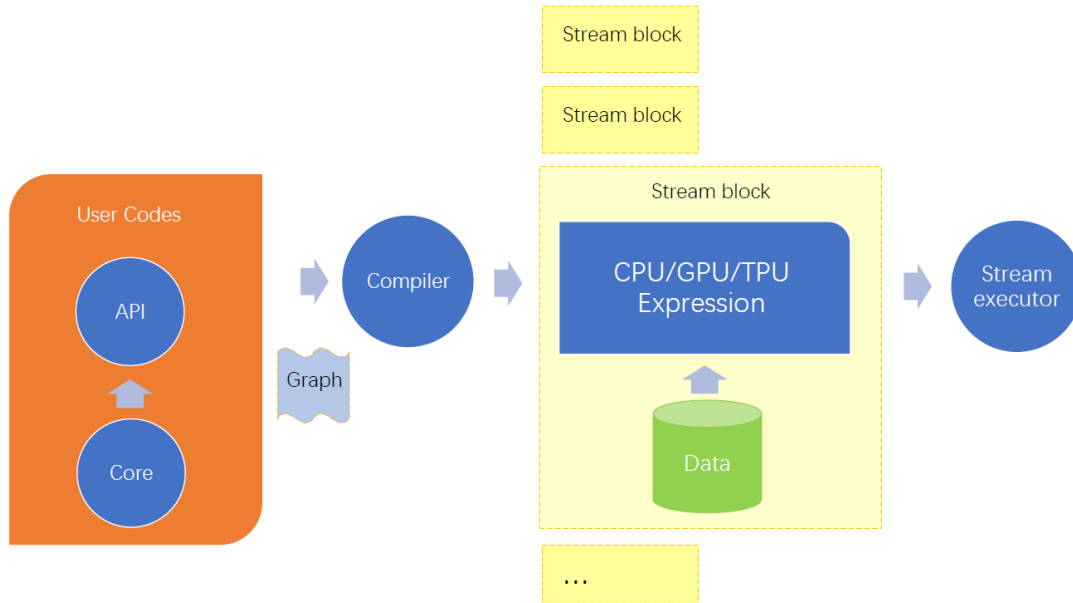 Stream block
Stream block
User Codes
API
Core
Graph
Compiler
Stream block
CPU/GPU/TPU
Expression
Data
...
Stream
executor